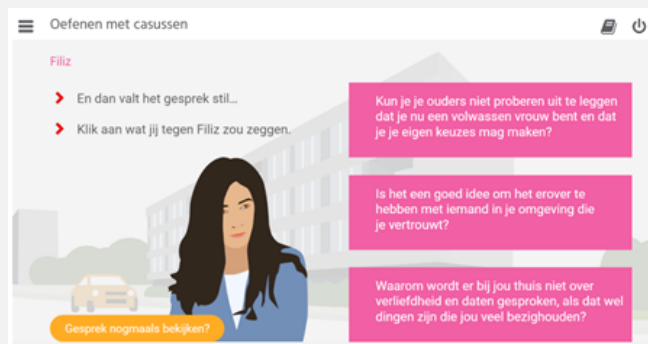 Oefenen met casussen
Filiz
En dan valt het gesprek stil...
Klik aan wat jij tegen Filiz zou zeggen.
Kun je je ouders niet proberen uit te leggen
dat je nu een volwassen vrouw bent en dat
je je eigen keuzes mag maken?
Is het een goed idee om het erover te
hebben met iemand in je omgeving die
je vertrouwt?
Waarom wordt er bij jou thuis niet over
verliefdheid en daten gesproken, als dat wel
dingen zijn die jou veel bezighouden?
Gesprek nogmaals bekijken?